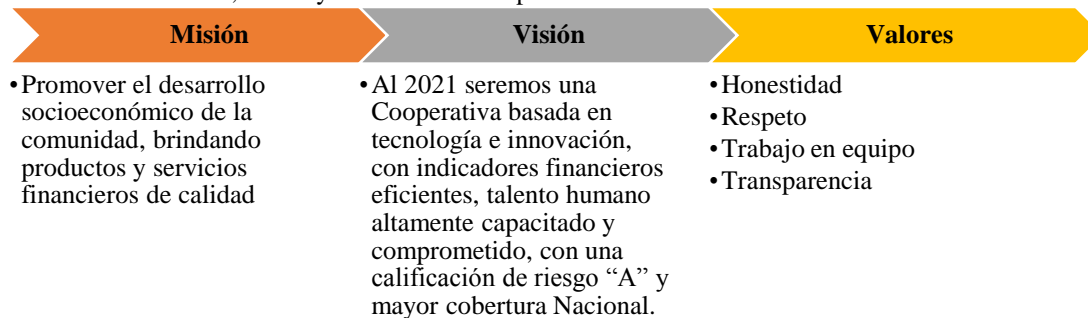 Misión
Visión
Valores
•Promover el desarrollo
socioeconómico de la
comunidad, brindando
productos y servicios
financieros de calidad
•Al 2021 seremos una
Cooperativa basada en
tecnología e innovación,
con indicadores financieros
eficientes, talento humano
altamente capacitado y
comprometido, con una
calificación de riesgo “A” y
mayor cobertura Nacional.
•Honestidad
•Respeto
•Trabajo en equipo
•Transparencia